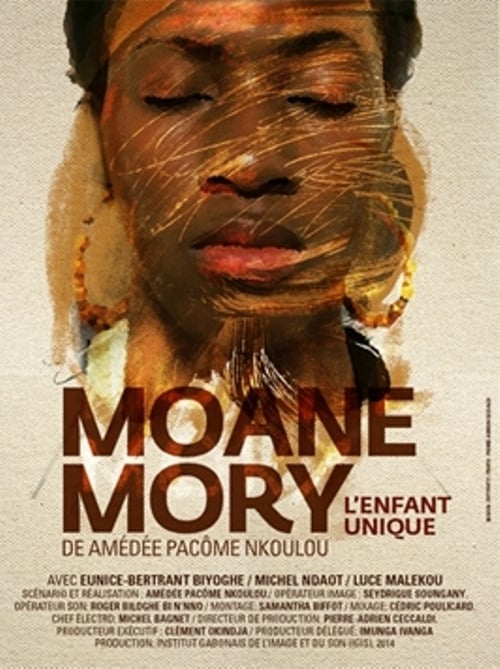 MOANE
MORY
L'ENFANT
UNIQUE
DE AMÉDÉE PACÔME NKOULOU
AVEC EUNICE-BERTRANT BIYOGHE / MICHEL NDAOT / LUCE MALEKOU
SCÉNARIO ET RÉALISATION : AMÉDÉE PACÔME NKOULOU / OPÉRATEUR IMAGE : SEYDRIGUE SOUNGANY.
OPÉRATEUR SON: ROGER BILOGHE BI N'NNO / MONTAGE: SAMANTHA BIFFOT / MIXAGE: CÉDRIC POULICARD.
CHEF ÉLECTRO: MICHEL BAGNET / DIRECTEUR DE PRODUCTION: PIERRE-ADRIEN CECCALDI.
PRODUCTEUR EXÉCUTIF : CLÉMENT OKINDJA / PRODUCTEUR DÉLÉGUÉ: IMUNGA IVANGA
PRODUCTION: INSTITUT GABONAIS DE L'IMAGE ET DU SON (IGIS), 2014